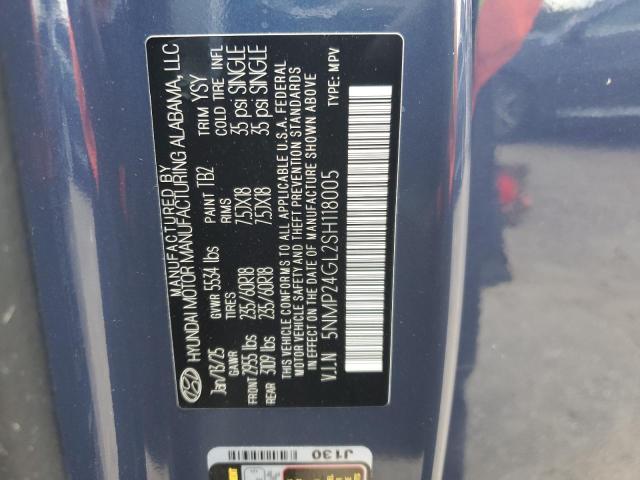 MANUFACTURED BY
HYUNDAI MOTOR MANUFACTURING ALABAMA, LLC
Jan/13/25 GVWR 5534 lbs PAINT TB2 TRIM YSY
GAWR TIRES RIMS COLD TIRE INFL
FRONT 2955 lbs 235/60R18 7.5JX18 35 psi SINGLE
REAR 3109 lbs 235/60R18 7.5JX18 35 psi SINGLE
THIS VEHICLE CONFORMS TO ALL APPLICABLE U.S.A. FEDERAL
MOTOR VEHICLE SAFETY, BUMPER, AND THEFT PREVENTION STANDARDS
IN EFFECT ON THE DATE OF MANUFACTURE SHOWN ABOVE
V.I.N 5NMP24GL2SH118005 TYPE: MPV
J130